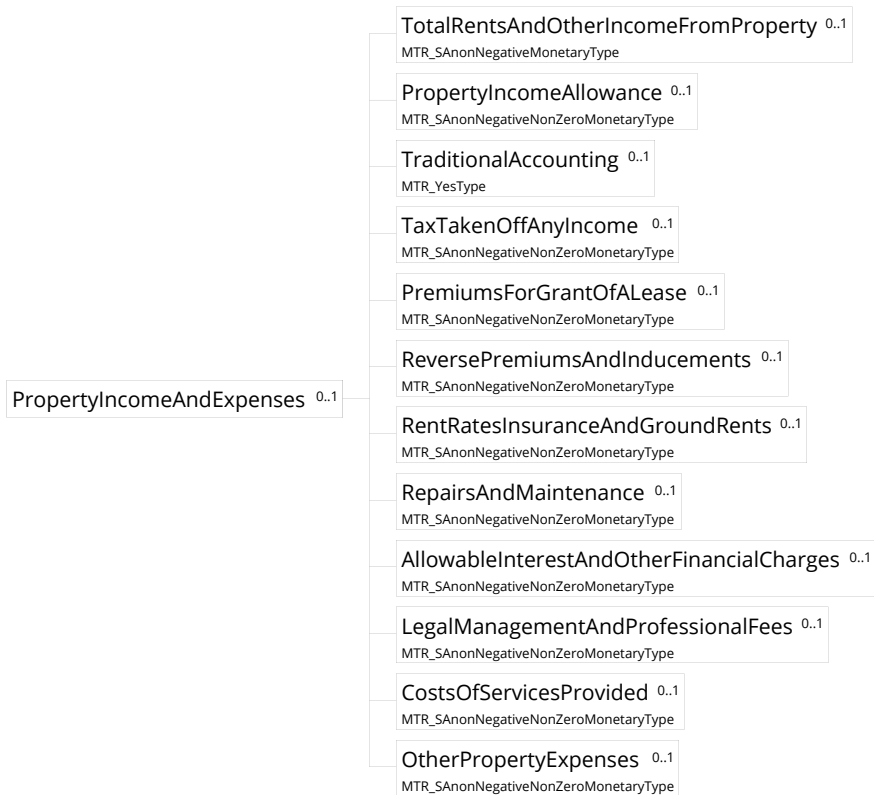 TotalRentsAndOtherIncomeFromProperty 0..1
MTR_SAnonNegativeMonetaryType
PropertyIncomeAllowance 0..1
MTR_SAnonNegativeNonZeroMonetaryType
TraditionalAccounting 0..1
MTR_YesType
TaxTakenOffAnyIncome 0..1
MTR_SAnonNegativeNonZeroMonetaryType
PremiumsForGrantOfALease 0..1
MTR_SAnonNegativeNonZeroMonetaryType
ReversePremiumsAndInducements 0..1
MTR_SAnonNegativeNonZeroMonetaryType
PropertyIncomeAndExpenses 0..1
RentRatesInsuranceAndGroundRents 0..1
MTR_SAnonNegativeNonZeroMonetaryType
RepairsAndMaintenance 0..1
MTR_SAnonNegativeNonZeroMonetaryType
AllowableInterestAndOtherFinancialCharges 0..1
MTR_SAnonNegativeNonZeroMonetaryType
LegalManagementAndProfessionalFees 0..1
MTR_SAnonNegativeNonZeroMonetaryType
CostsOfServicesProvided 0..1
MTR_SAnonNegativeNonZeroMonetaryType
OtherPropertyExpenses 0..1
MTR_SAnonNegativeNonZeroMonetaryType